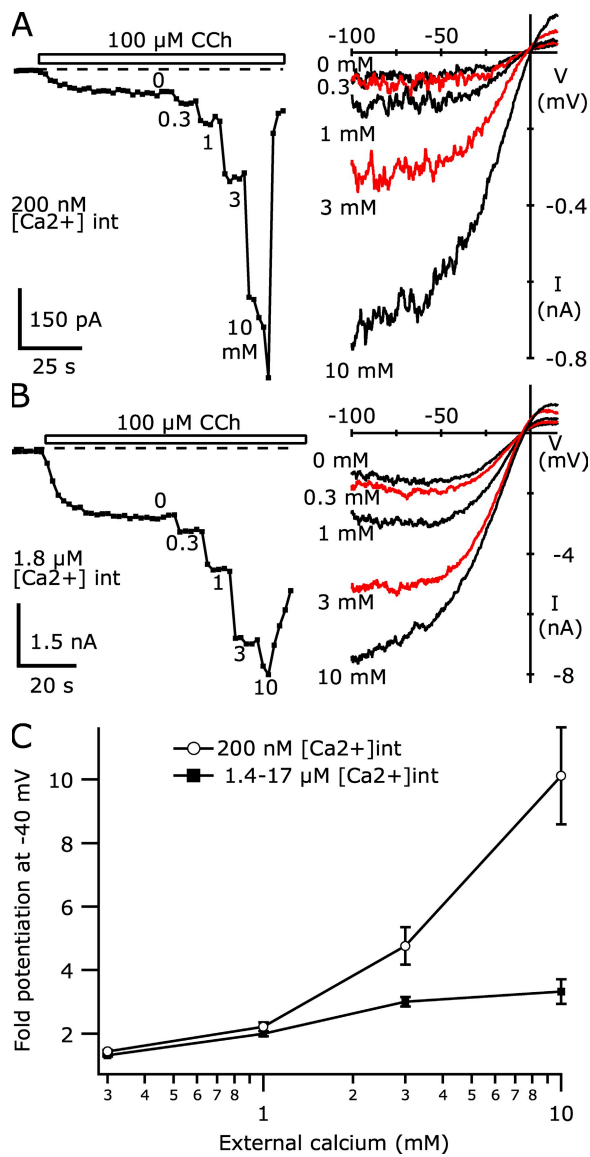 A
100 µM CCh
0
0.3
1
3
10
mM
200 nM
[Ca2+] int
150 pA
25 s
-100
-50
0 mM
0.3
1 mM
3 mM
10 mM
V
(mV)
-0.4
I
(nA)
-0.8
B
100 µM CCh
0
0.3
1
3
10
1.8 µM
[Ca2+] int
1.5 nA
20 s
-100
-50
0 mM
0.3 mM
1 mM
3 mM
10 mM
V
(mV)
-4
I
(nA)
-8
C
200 nM [Ca2+]int
1.4-17 µM [Ca2+]int
Fold potentiation at -40 mV
10
8
6
4
2
3 4 5 6 7 8 1 2 3 4 5 6 7 8 10
External calcium (mM)